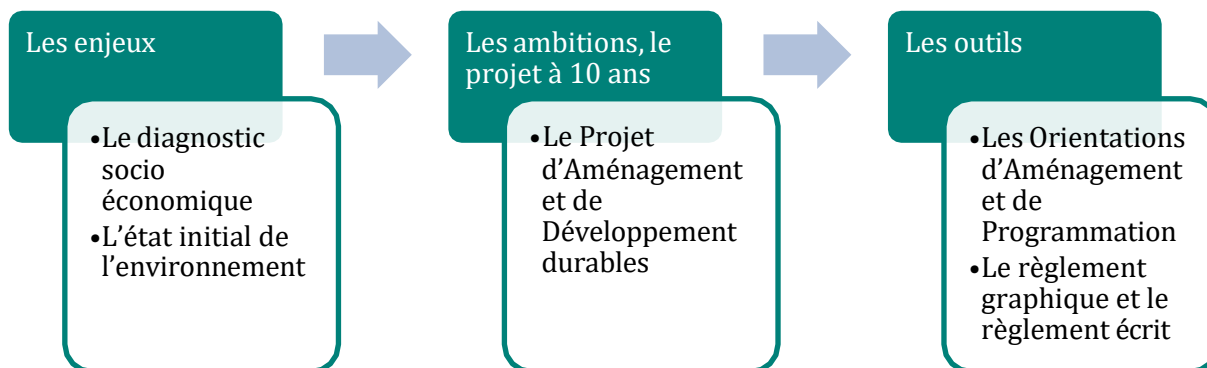 Les enjeux
•Le diagnostic
socio
économique
•L'état initial de
l'environnement
Les ambitions, le
projet à 10 ans
•Le Projet
d'Aménagement
et de
Développement
durables
Les outils
•Les Orientations
d'Aménagement
et de
Programmation
•Le règlement
graphique et le
règlement écrit